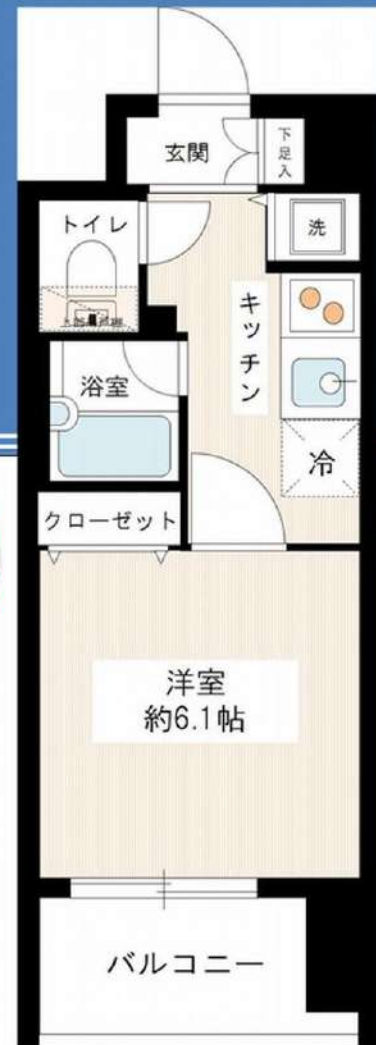 玄関
下足入
トイレ
洗
キッチン
浴室
冷
クローゼット
洋室
約6.1帖
バルコニー